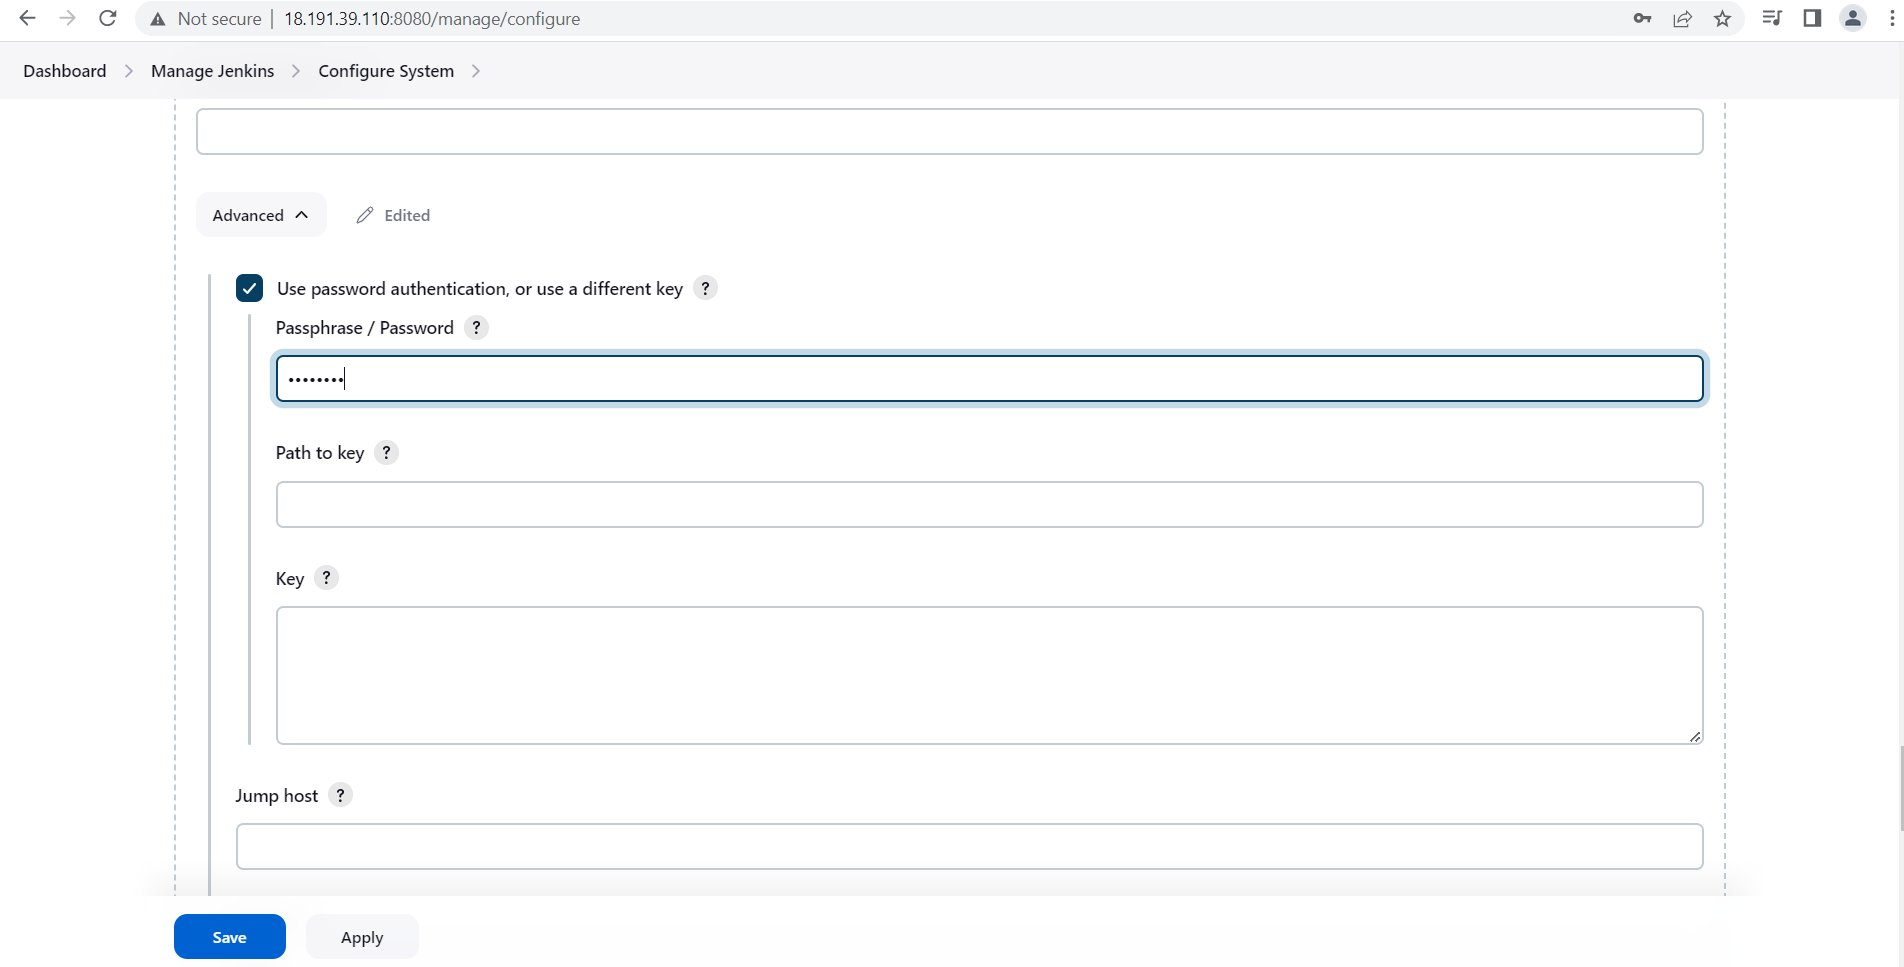 Not secure | 18.191.39.110:8080/manage/configure
Dashboard > Manage Jenkins > Configure System >
Advanced Edited
Use password authentication, or use a different key ?
Passphrase / Password ?
••••••••
Path to key ?
Key ?
Jump host ?
Save Apply